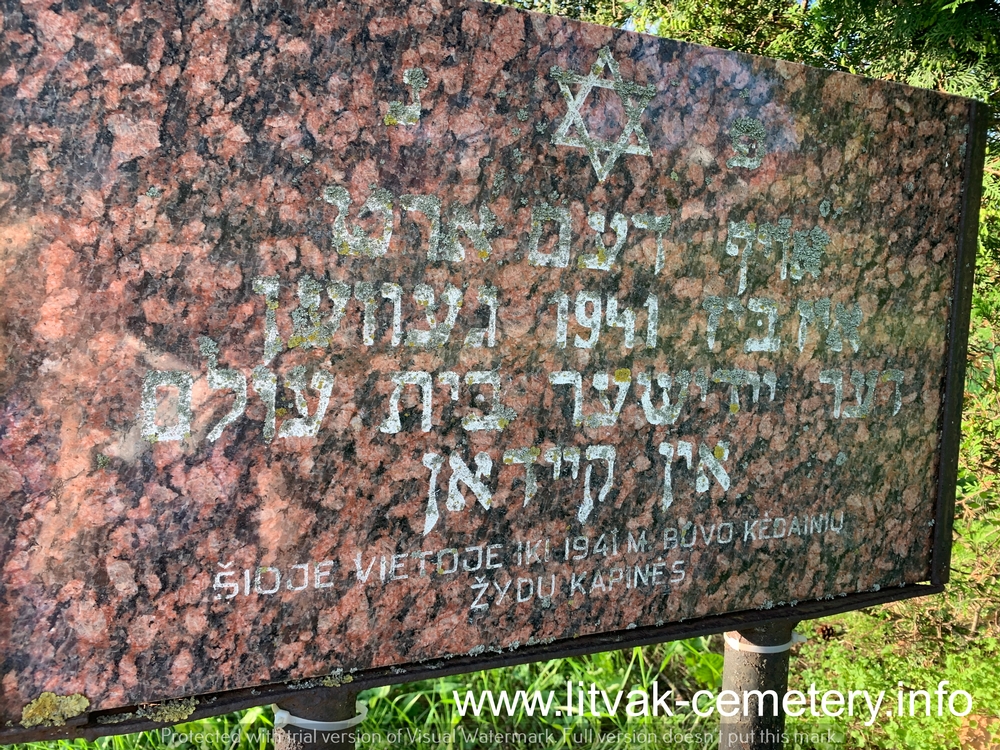 פ נ
אויף דעם ארט
איז ביז 1941 געווען
דער יידישער בית עולם
אין קיידאן
ŠIOJE VIETOJE IKI 1941 M. BUVO KĖDAINIŲ
ŽYDŲ KAPINĖS
www.litvak-cemetery.info
Protected with trial version of Visual Watermark. Full version doesn't put this mark.